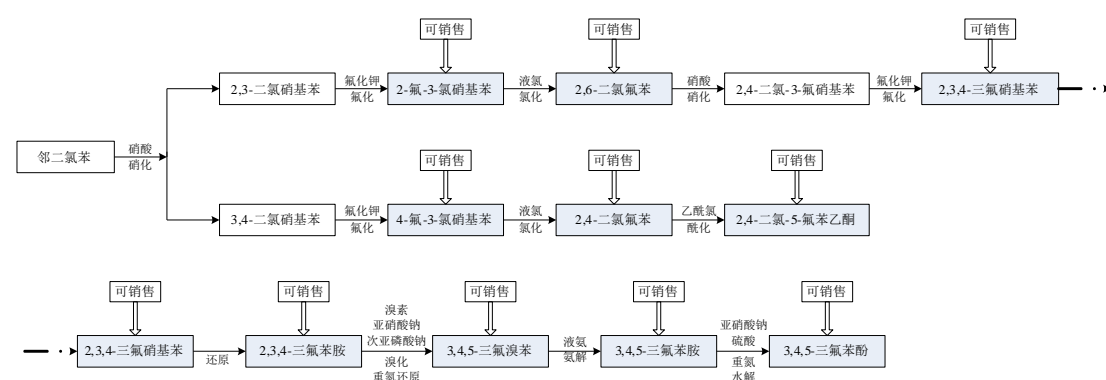 可销售
可销售
可销售
2,3-二氯硝基苯
氟化钾
氟化
2-氟-3-氯硝基苯
液氯
氯化
2,6-二氯氟苯
硝酸
硝化
2,4-二氯-3-氟硝基苯
氟化钾
氟化
2,3,4-三氟硝基苯
邻二氯苯
硝酸
硝化
可销售
可销售
可销售
3,4-二氯硝基苯
氟化钾
氟化
4-氟-3-氯硝基苯
液氯
氯化
2,4-二氯氟苯
乙酰氯
酰化
2,4-二氯-5-氟苯乙酮
可销售
可销售
可销售
可销售
可销售
2,3,4-三氟硝基苯
还原
2,3,4-三氟苯胺
溴素
亚硝酸钠
次亚磷酸钠
溴化
重氮还原
3,4,5-三氟溴苯
液氨
氨解
3,4,5-三氟苯胺
亚硝酸钠
硫酸
重氮
水解
3,4,5-三氟苯酚